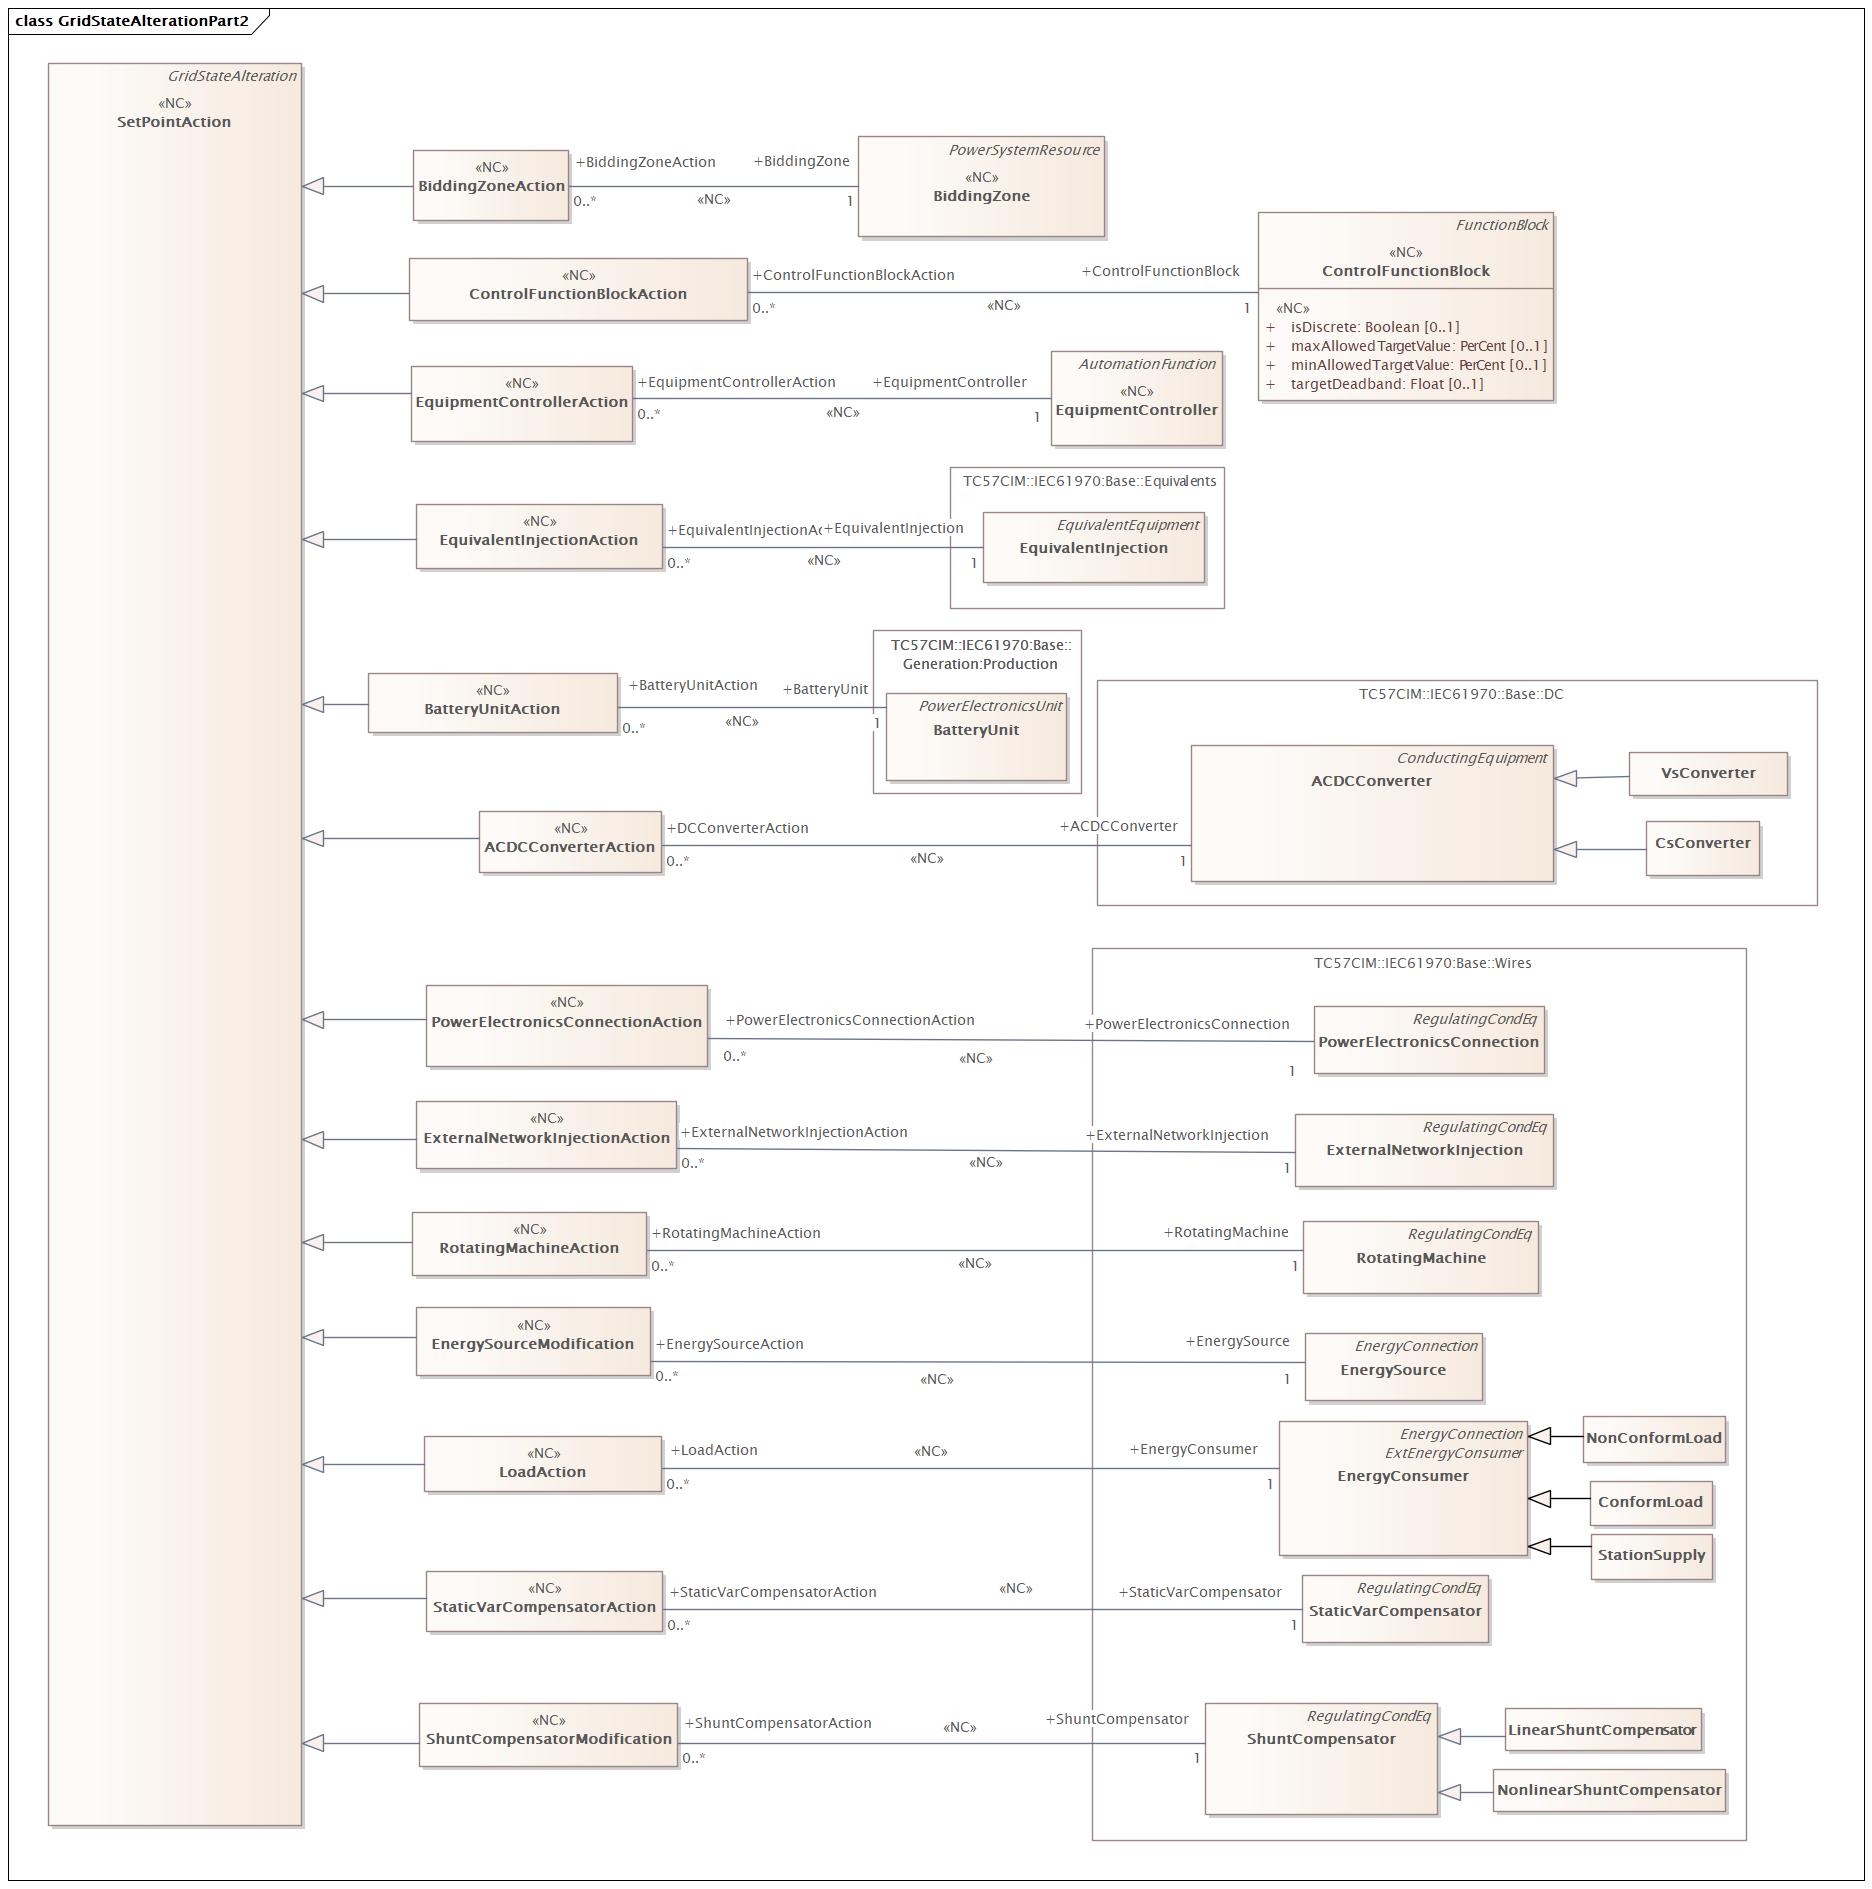 class GridStateAlterationPart2
GridStateAlteration
«NC»
SetPointAction
«NC»
BiddingZoneAction
+BiddingZoneAction
0..*
«NC»
+BiddingZone
1
PowerSystemResource
«NC»
BiddingZone
«NC»
ControlFunctionBlockAction
+ControlFunctionBlockAction
0..*
«NC»
+ControlFunctionBlock
1
FunctionBlock
«NC»
ControlFunctionBlock
«NC»
+ isDiscrete: Boolean [0..1]
+ maxAllowedTargetValue: PerCent [0..1]
+ minAllowedTargetValue: PerCent [0..1]
+ targetDeadband: Float [0..1]
«NC»
EquipmentControllerAction
+EquipmentControllerAction
0..*
«NC»
+EquipmentController
1
AutomationFunction
«NC»
EquipmentController
TC57CIM::IEC61970:Base::Equivalents
«NC»
EquivalentInjectionAction
+EquivalentInjectionAc
0..*
«NC»
+EquivalentInjection
1
EquivalentEquipment
EquivalentInjection
TC57CIM::IEC61970:Base::
Generation:Production
«NC»
BatteryUnitAction
+BatteryUnitAction
0..*
«NC»
+BatteryUnit
1
PowerElectronicsUnit
BatteryUnit
TC57CIM::IEC61970::Base::DC
«NC»
ACDCConverterAction
+DCConverterAction
0..*
«NC»
+ACDCConverter
1
ConductingEquipment
ACDCConverter
VsConverter
CsConverter
TC57CIM::IEC61970:Base::Wires
«NC»
PowerElectronicsConnectionAction
+PowerElectronicsConnectionAction
0..*
«NC»
+PowerElectronicsConnection
1
RegulatingCondEq
PowerElectronicsConnection
«NC»
ExternalNetworkInjectionAction
+ExternalNetworkInjectionAction
0..*
«NC»
+ExternalNetworkInjection
1
RegulatingCondEq
ExternalNetworkInjection
«NC»
RotatingMachineAction
+RotatingMachineAction
0..*
«NC»
+RotatingMachine
1
RegulatingCondEq
RotatingMachine
«NC»
EnergySourceModification
+EnergySourceAction
0..*
«NC»
+EnergySource
1
EnergyConnection
EnergySource
«NC»
LoadAction
+LoadAction
0..*
«NC»
+EnergyConsumer
1
EnergyConnection
ExtEnergyConsumer
EnergyConsumer
NonConformLoad
ConformLoad
StationSupply
«NC»
StaticVarCompensatorAction
+StaticVarCompensatorAction
0..*
«NC»
+StaticVarCompensator
1
RegulatingCondEq
StaticVarCompensator
«NC»
ShuntCompensatorModification
+ShuntCompensatorAction
0..*
«NC»
+ShuntCompensator
1
RegulatingCondEq
ShuntCompensator
LinearShuntCompensator
NonlinearShuntCompensator